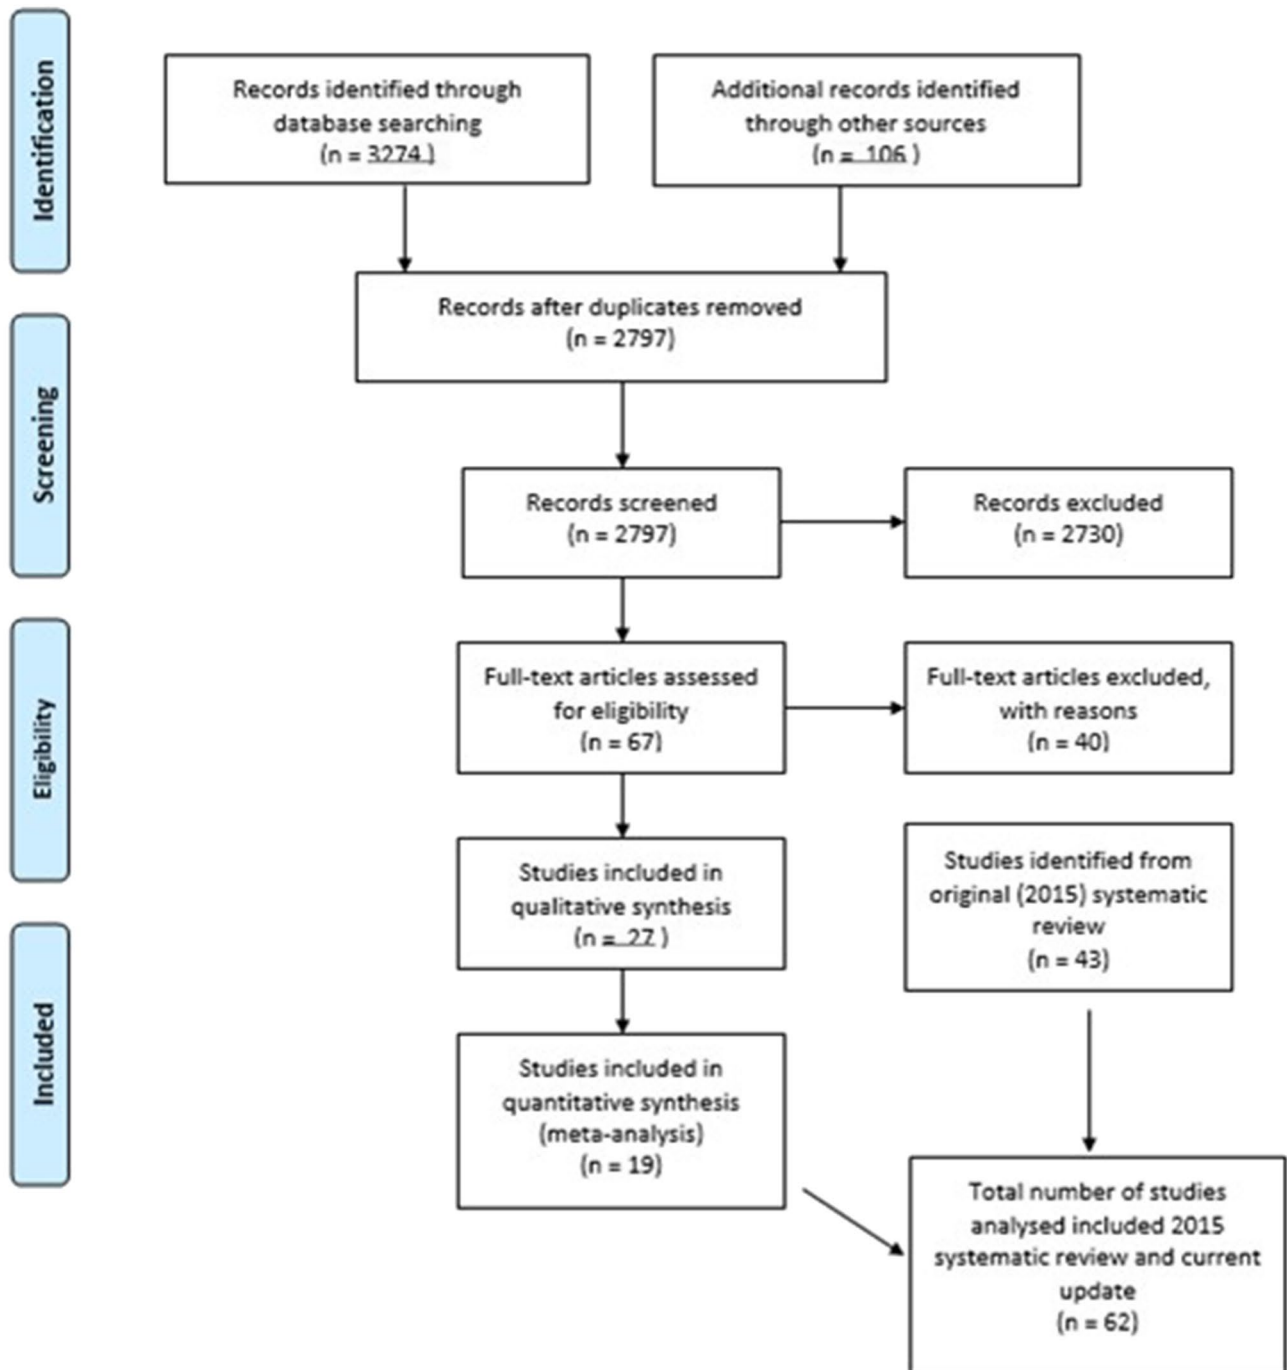 Identification
Records identified through
database searching
(n = 3274 )
Additional records identified
through other sources
(n = 106 )
Records after duplicates removed
(n = 2797)
Screening
Records screened
(n = 2797)
Records excluded
(n = 2730)
Eligibility
Full-text articles assessed
for eligibility
(n = 67)
Full-text articles excluded,
with reasons
(n = 40)
Studies included in
qualitative synthesis
(n = 27 )
Studies identified from
original (2015) systematic
review
(n = 43)
Included
Studies included in
quantitative synthesis
(meta-analysis)
(n = 19)
Total number of studies
analysed included 2015
systematic review and current
update
(n = 62)